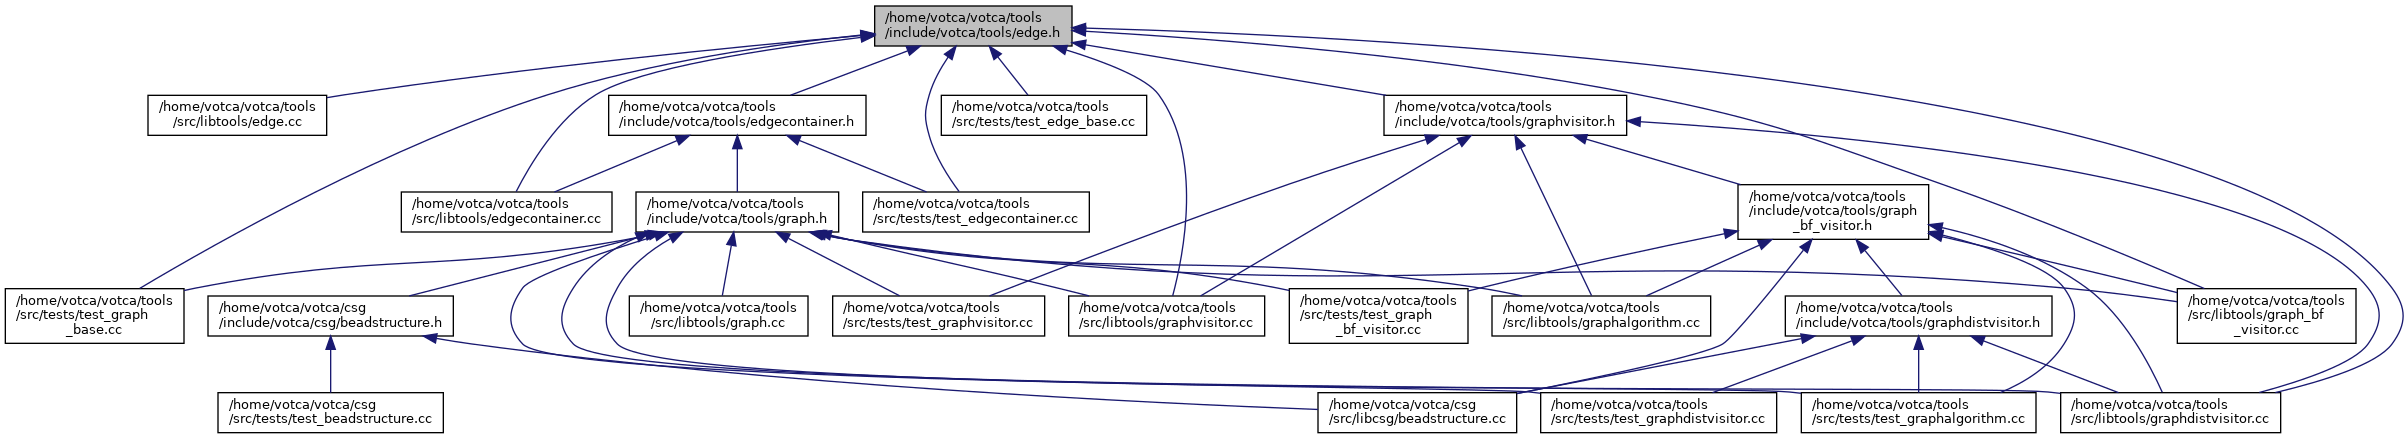 /home/votca/votca/tools
/include/votca/tools/edge.h
/home/votca/votca/tools
/src/libtools/edge.cc
/home/votca/votca/tools
/include/votca/tools/edgecontainer.h
/home/votca/votca/tools
/src/tests/test_edge_base.cc
/home/votca/votca/tools
/include/votca/tools/graphvisitor.h
/home/votca/votca/tools
/src/libtools/edgecontainer.cc
/home/votca/votca/tools
/include/votca/tools/graph.h
/home/votca/votca/tools
/src/tests/test_edgecontainer.cc
/home/votca/votca/tools
/include/votca/tools/graph
_bf_visitor.h
/home/votca/votca/tools
/src/tests/test_graph
_base.cc
/home/votca/votca/csg
/include/votca/csg/beadstructure.h
/home/votca/votca/tools
/src/libtools/graph.cc
/home/votca/votca/tools
/src/tests/test_graphvisitor.cc
/home/votca/votca/tools
/src/libtools/graphvisitor.cc
/home/votca/votca/tools
/src/tests/test_graph
_bf_visitor.cc
/home/votca/votca/tools
/src/libtools/graphalgorithm.cc
/home/votca/votca/tools
/include/votca/tools/graphdistvisitor.h
/home/votca/votca/tools
/src/libtools/graph_bf
_visitor.cc
/home/votca/votca/csg
/src/tests/test_beadstructure.cc
/home/votca/votca/csg
/src/libcsg/beadstructure.cc
/home/votca/votca/tools
/src/tests/test_graphdistvisitor.cc
/home/votca/votca/tools
/src/tests/test_graphalgorithm.cc
/home/votca/votca/tools
/src/libtools/graphdistvisitor.cc